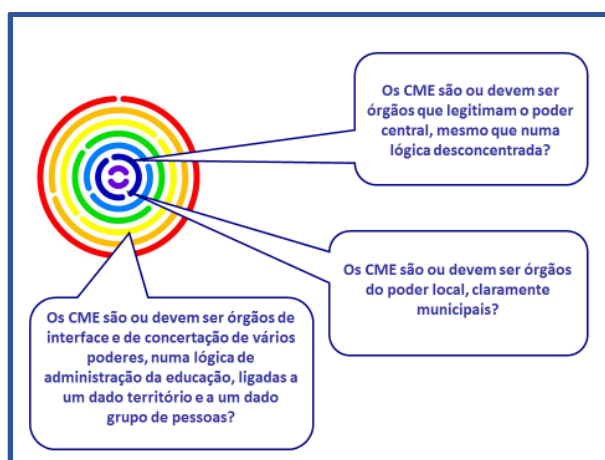 Os CME são ou devem ser
órgãos que legitimam o poder
central, mesmo que numa
lógica desconcentrada?
Os CME são ou devem ser órgãos
do poder local, claramente
municipais?
Os CME são ou devem ser órgãos de
interface e de concertação de vários
poderes, numa lógica de
administração da educação, ligadas a
um dado território e a um dado
grupo de pessoas?